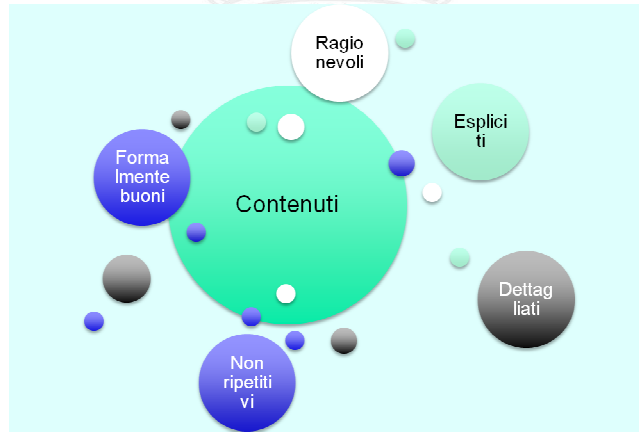 Ragio
nevoli
Esplici
ti
Forma
lmente
buoni
Contenuti
Dettag
liati
Non
ripetiti
vi